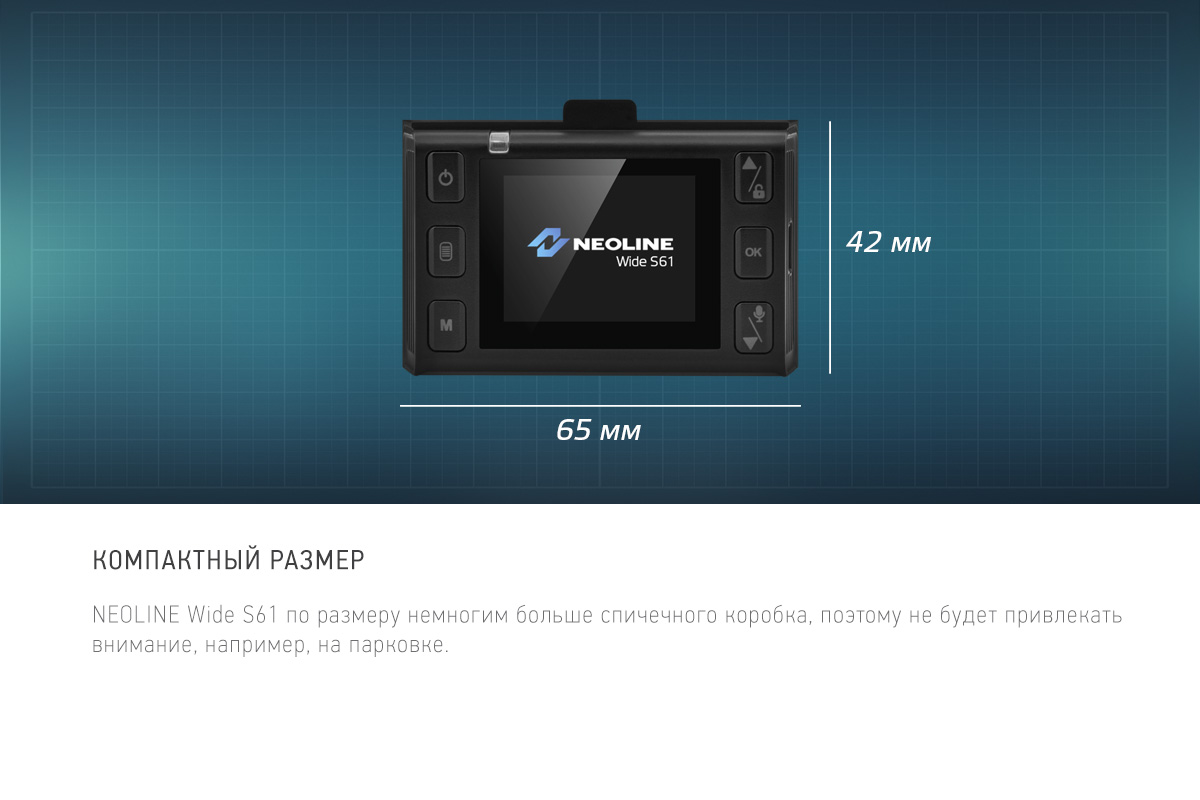 NEOLINE
Wide S61
OK
M
42 мм
65 мм
КОМПАКТНЫЙ РАЗМЕР
NEOLINE Wide S61 по размеру немногим больше спичечного коробка, поэтому не будет привлекать
внимание, например, на парковке.